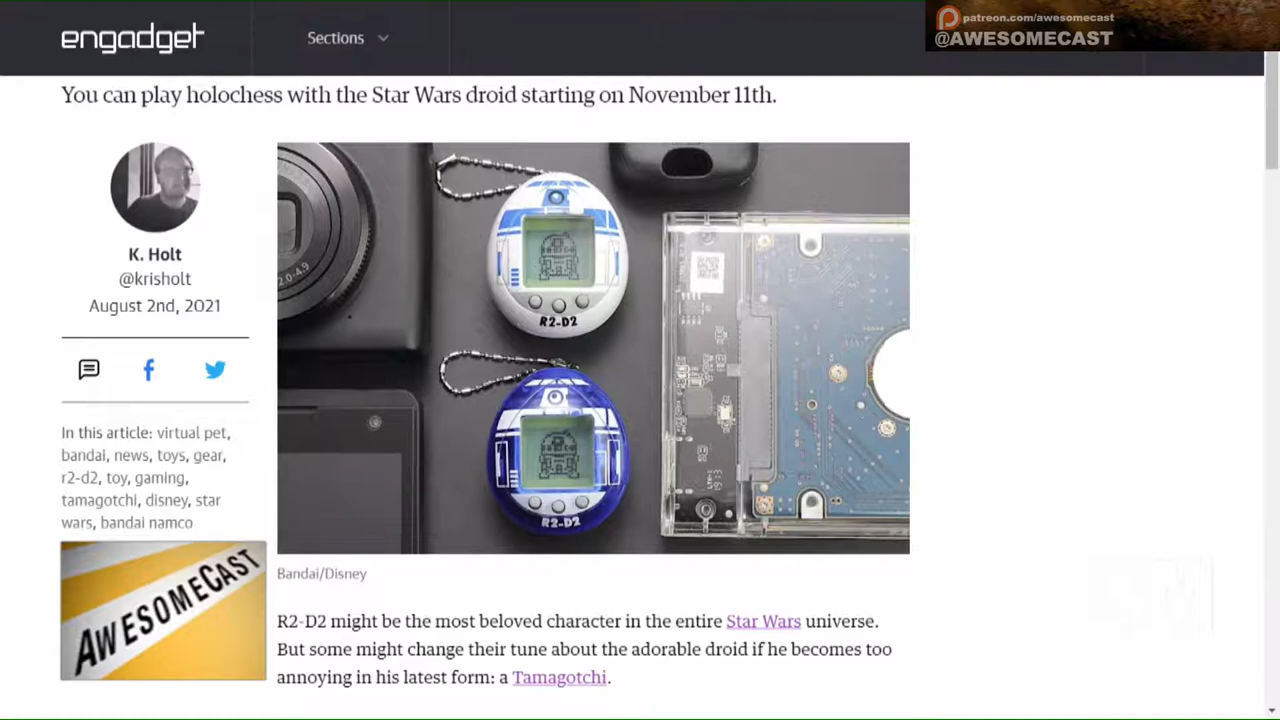 patreon.com/awesomecast
@AWESOMECAST
engadget
Sections
You can play holochess with the Star Wars droid starting on November 11th.
K. Holt
@krisholt
August 2nd, 2021
In this article: virtual pet,
bandai, news, toys, gear,
r2-d2, toy, gaming,
tamagotchi, disney, star
wars, bandai namco
AWESOMECAST
R2-D2
R2-D2
Bandai/Disney
R2-D2 might be the most beloved character in the entire Star Wars universe.
But some might change their tune about the adorable droid if he becomes too
annoying in his latest form: a Tamagotchi.